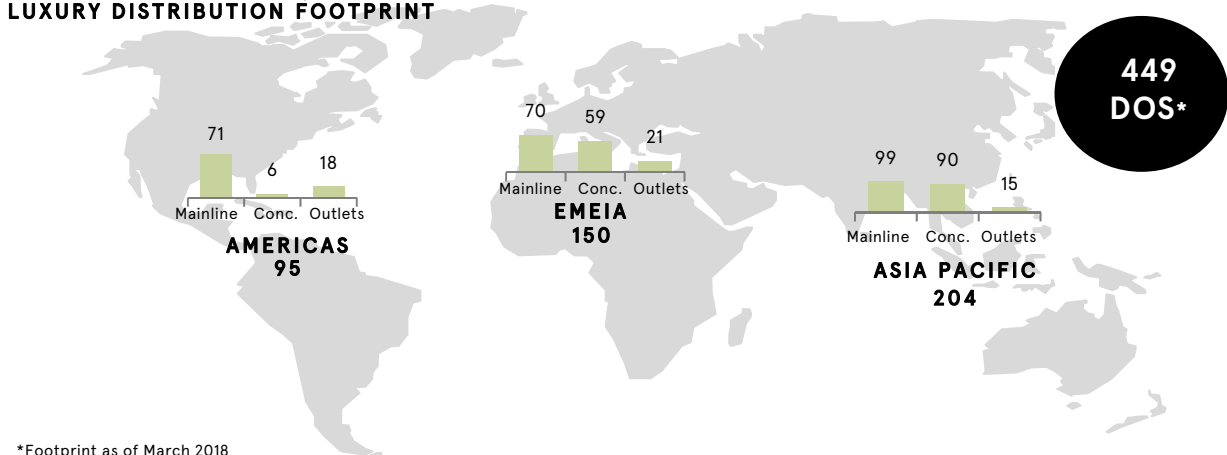 LUXURY DISTRIBUTION FOOTPRINT
449
DOS*
71
6
18
Mainline Conc. Outlets
AMERICAS
95
70
59
21
Mainline Conc. Outlets
EMEIA
150
99
90
15
Mainline Conc. Outlets
ASIA PACIFIC
204
*Footprint as of March 2018